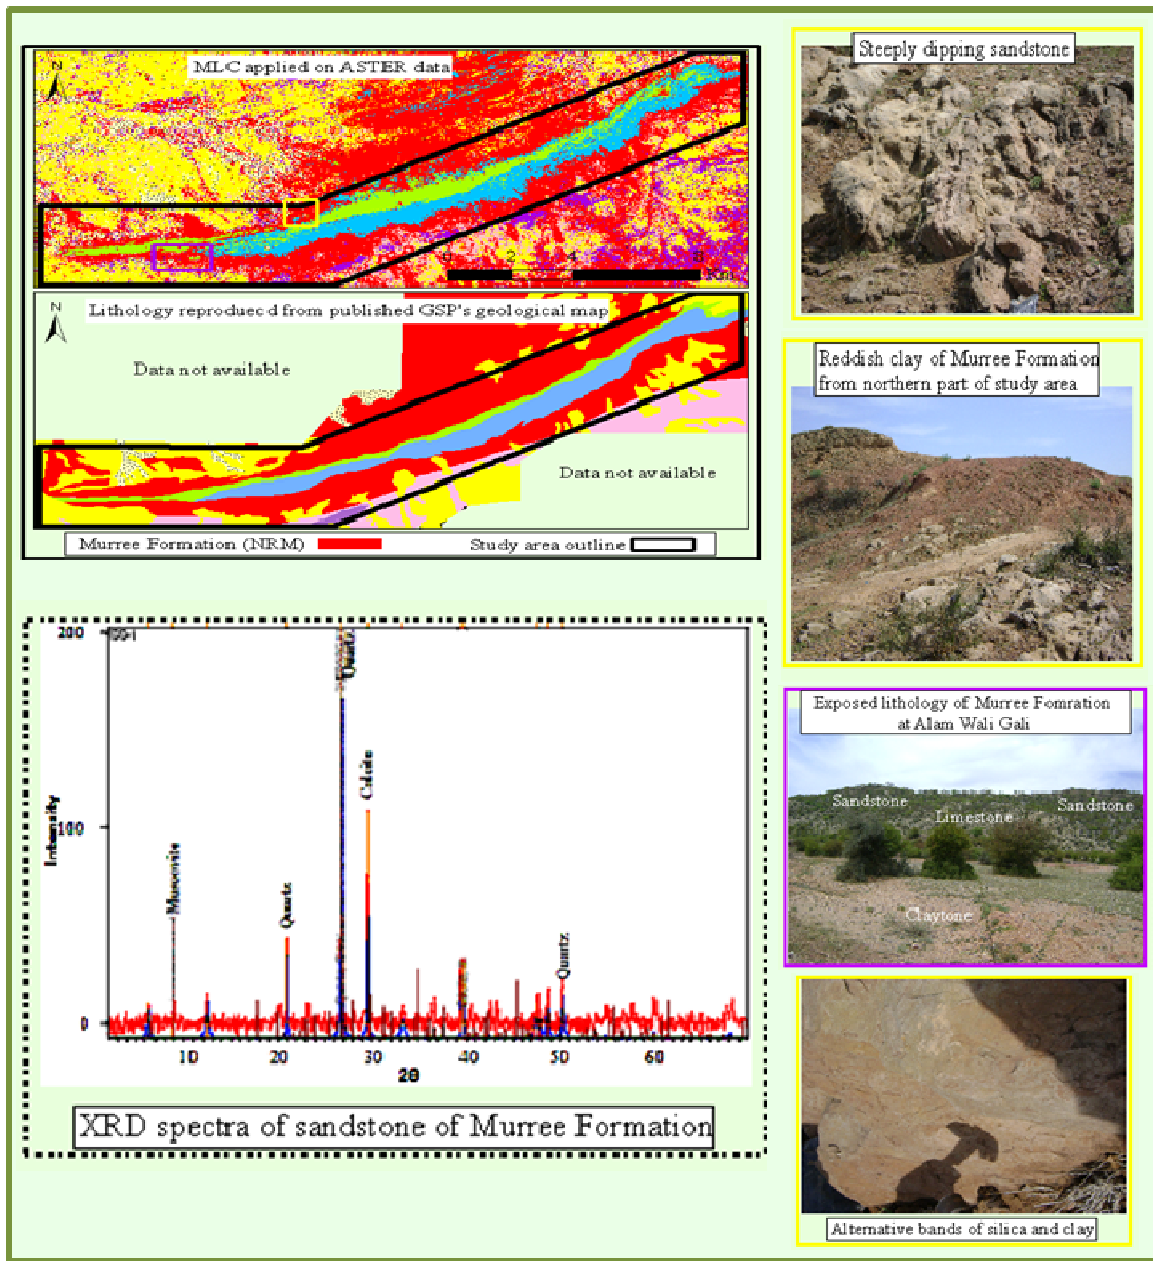 N
MLC applied on ASTER data
0 2 4 8
Km
N
Lithology reproduecd from published GSP's geological map
Data not available
Data not available
Murree Formation (NRM)
Study area outline
200
100
0
Intensity
Muscovite
Quartz
Quartz
Calcite
Quartz
10 20 30 40 50 60
2θ
XRD spectra of sandstone of Murree Formation
Steeply dipping sandstone
Reddish clay of Murree Formation
from northern part of study area
Exposed lithology of Murree Fomration
at Allam Wali Gali
Sandstone
Limestone
Sandstone
Claytone
Alternative bands of silica and clay